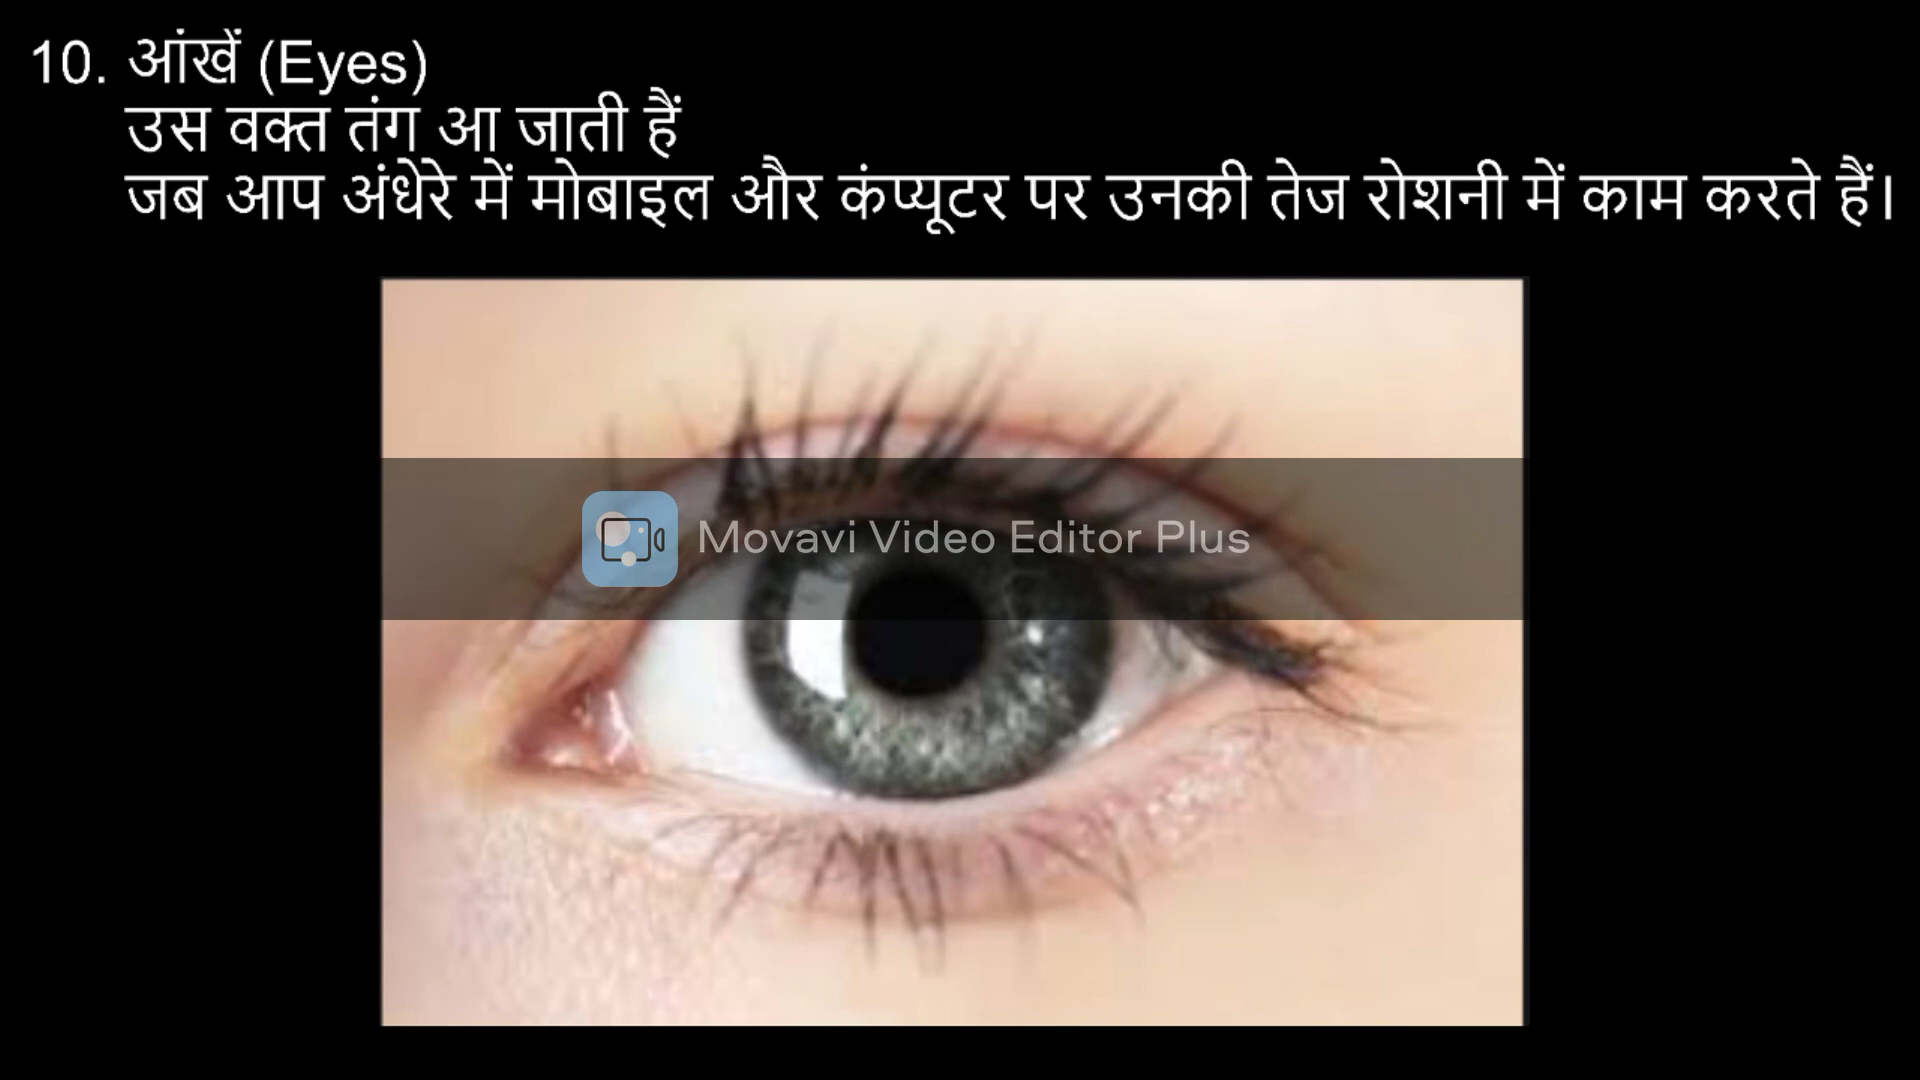 10. आंखें (Eyes)
उस वक्त तंग आ जाती हैं
जब आप अंधेरे में मोबाइल और कंप्यूटर पर उनकी तेज रोशनी में काम करते हैं।
Movavi Video Editor Plus